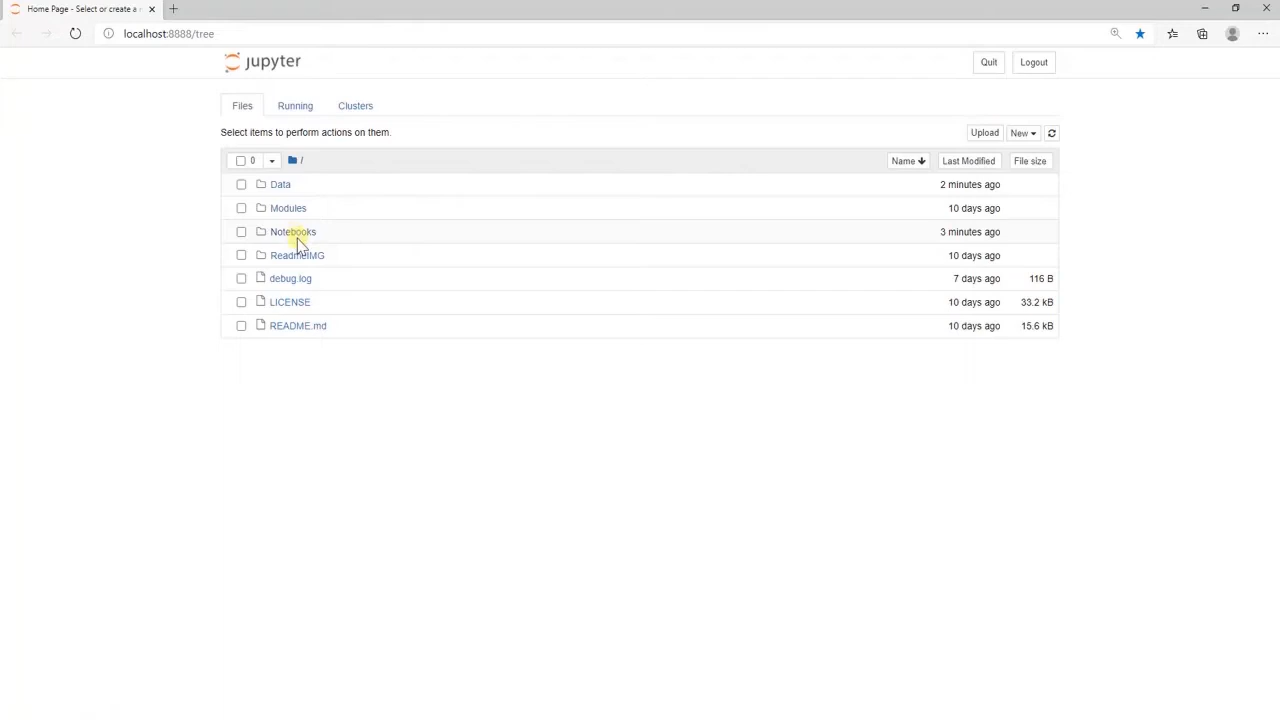 Home Page - Select or create a n
localhost:8888/tree
jupyter
Quit Logout
Files Running Clusters
Select items to perform actions on them.
Upload New
0 / Name Last Modified File size
Data 2 minutes ago
Modules 10 days ago
Notebooks 3 minutes ago
ReadmeIMG 10 days ago
debug.log 7 days ago 116 B
LICENSE 10 days ago 33.2 kB
README.md 10 days ago 15.6 kB